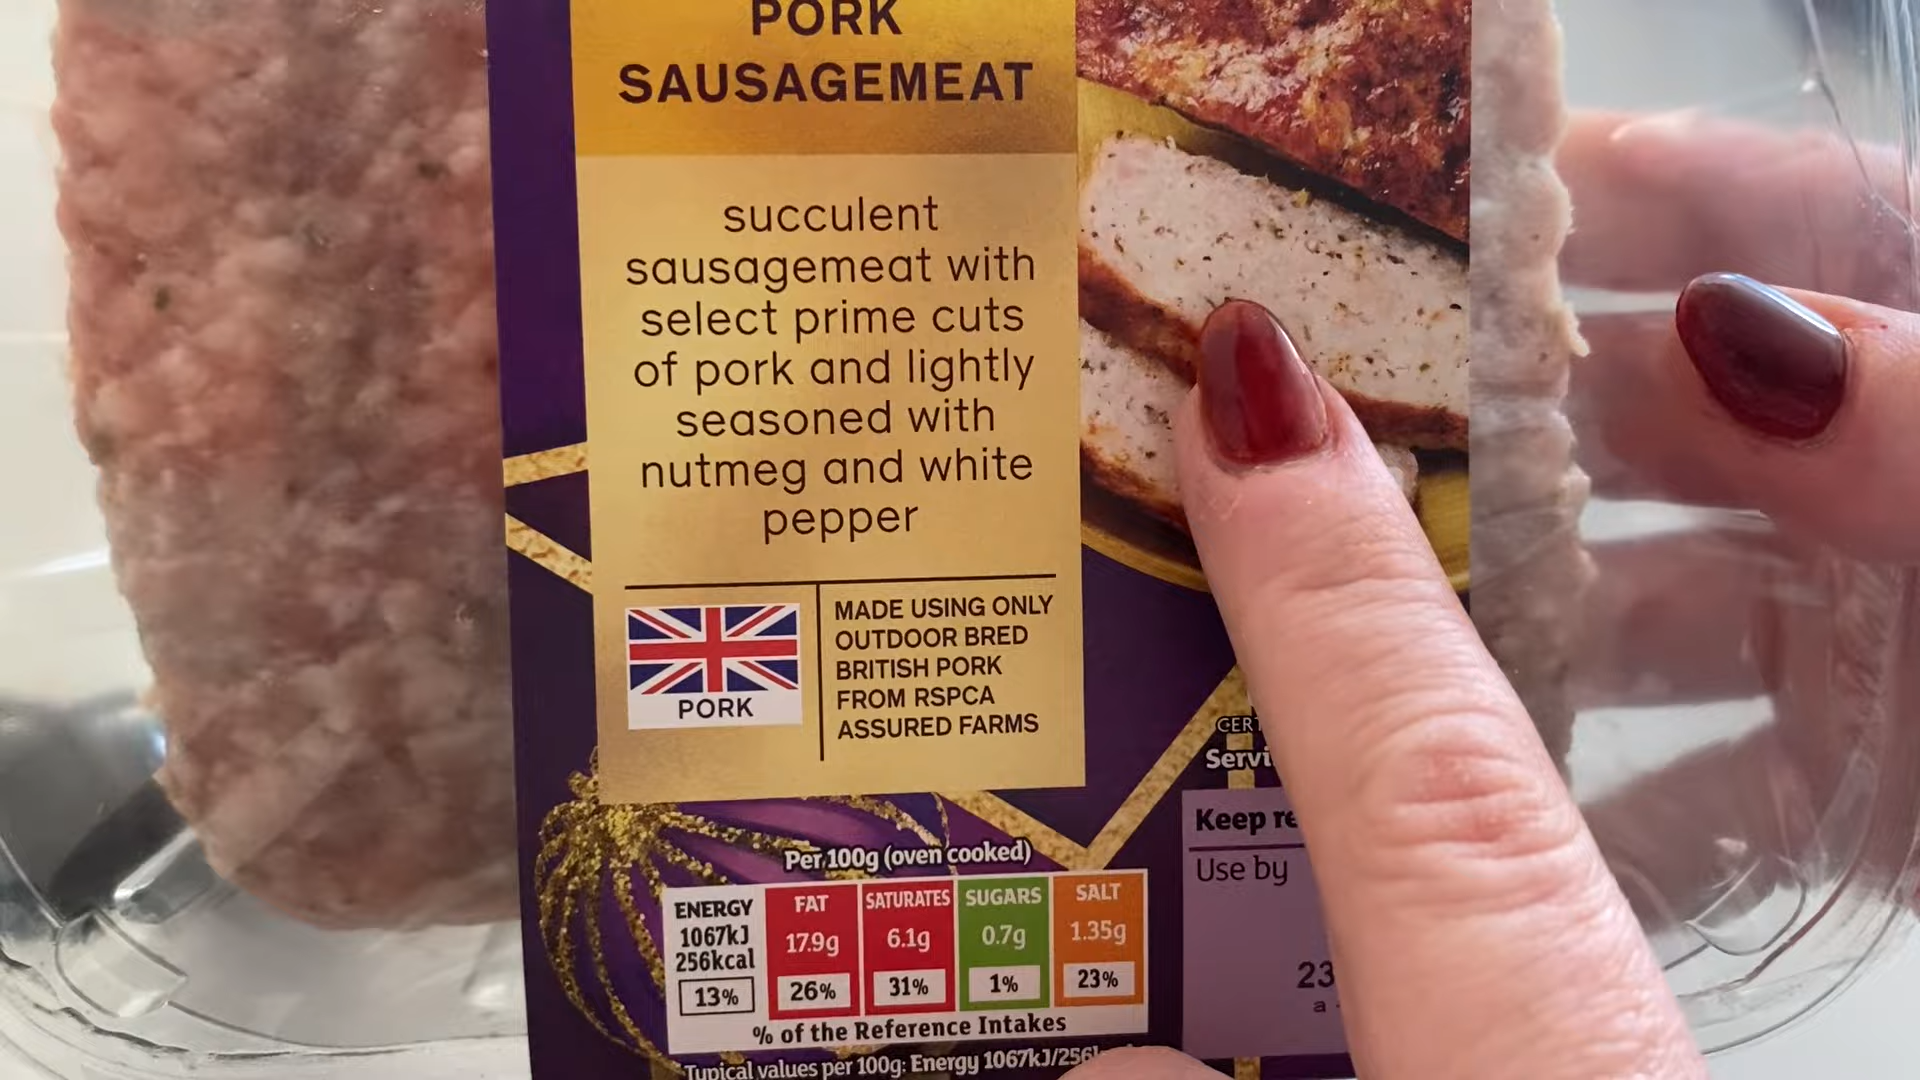 PORK
SAUSAGEMEAT
succulent
sausagemeat with
select prime cuts
of pork and lightly
seasoned with
nutmeg and white
pepper
PORK
MADE USING ONLY
OUTDOOR BRED
BRITISH PORK
FROM RSPCA
ASSURED FARMS
Keep
Use by
23
a
Per 100g (oven cooked)
ENERGY
1067kJ
256kcal
13%
FAT
17.9g
26%
SATURATES
6.1g
31%
SUGARS
0.7g
1%
SALT
1.35g
23%
% of the Reference Intakes
Typical values per 100g: Energy 1067kJ/256k